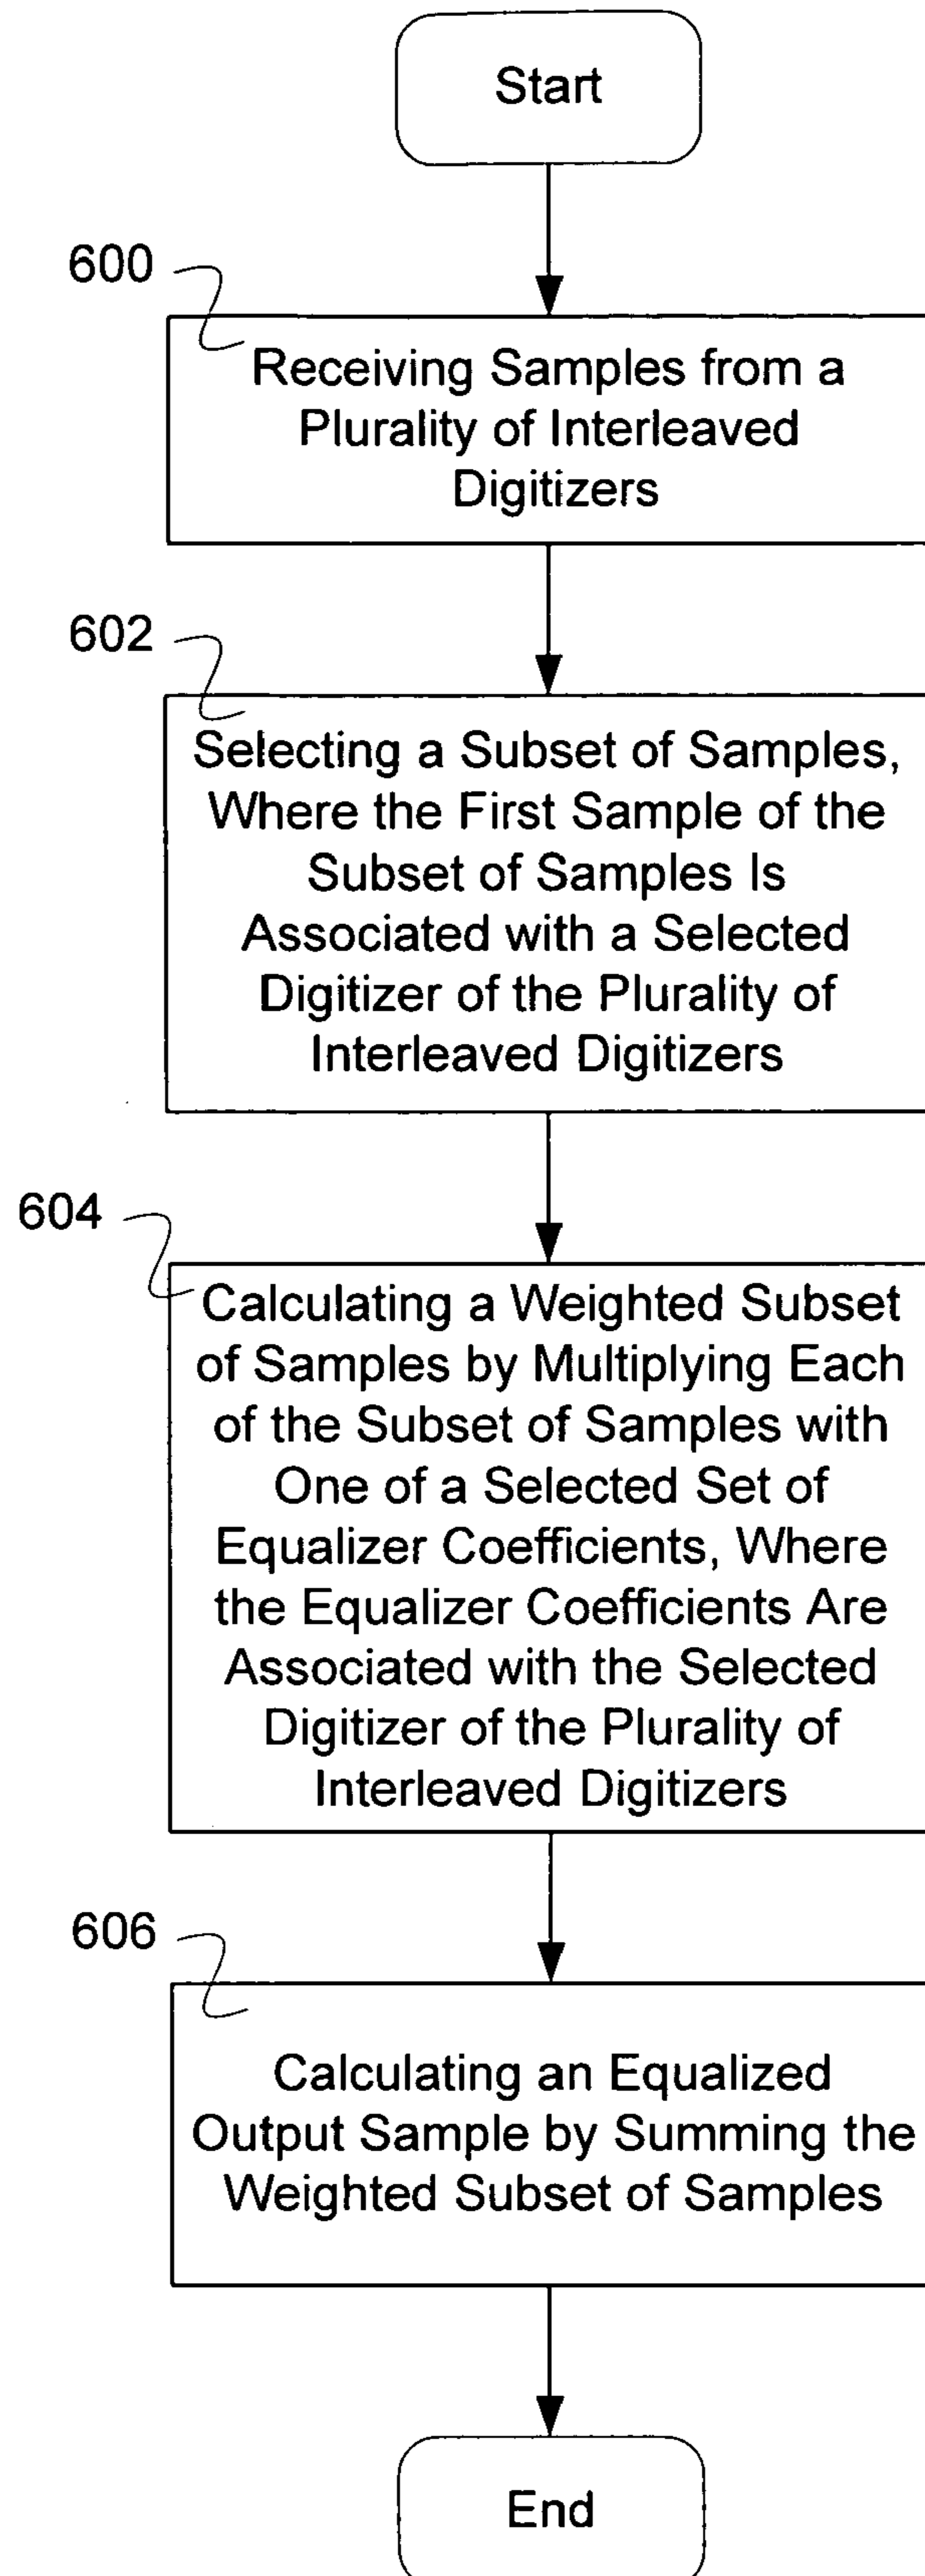 Start
600
Receiving Samples from a
Plurality of Interleaved
Digitizers
602
Selecting a Subset of Samples,
Where the First Sample of the
Subset of Samples Is
Associated with a Selected
Digitizer of the Plurality of
Interleaved Digitizers
604
Calculating a Weighted Subset
of Samples by Multiplying Each
of the Subset of Samples with
One of a Selected Set of
Equalizer Coefficients, Where
the Equalizer Coefficients Are
Associated with the Selected
Digitizer of the Plurality of
Interleaved Digitizers
606
Calculating an Equalized
Output Sample by Summing the
Weighted Subset of Samples
End